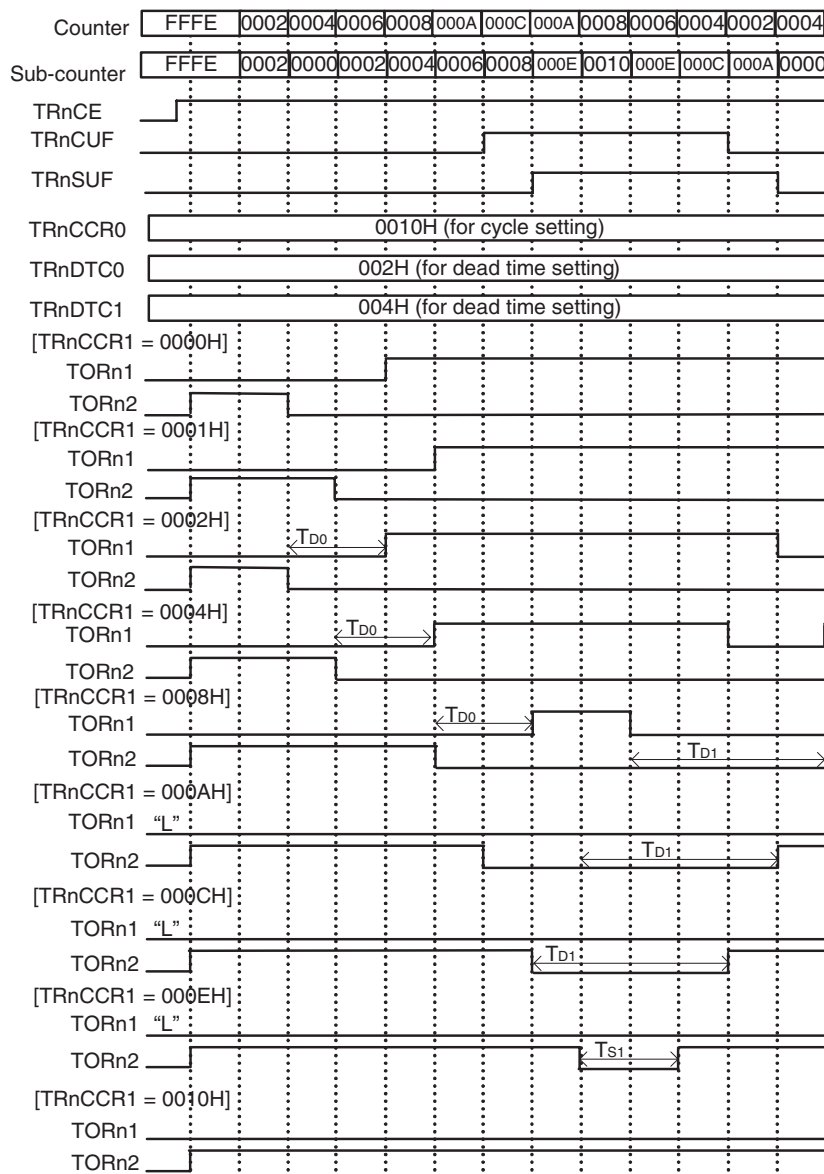 Counter FFFE 0002 0004 0006 0008 000A 000C 000A 0008 0006 0004 0002 0004
Sub-counter FFFE 0002 0000 0002 0004 0006 0008 000E 0010 000E 000C 000A 0000
TRnCE
TRnCUF
TRnSUF
TRnCCR0 0010H (for cycle setting)
TRnDTC0 002H (for dead time setting)
TRnDTC1 004H (for dead time setting)
[TRnCCR1 = 0000H]
TORn1
TORn2
[TRnCCR1 = 0001H]
TORn1
TORn2
[TRnCCR1 = 0002H]
TORn1 TD0
TORn2
[TRnCCR1 = 0004H]
TORn1 TD0
TORn2
[TRnCCR1 = 0008H]
TORn1 TD0
TORn2 TD1
[TRnCCR1 = 000AH]
TORn1 “L”
TORn2 TD1
[TRnCCR1 = 000CH]
TORn1 “L”
TORn2 TD1
[TRnCCR1 = 000EH]
TORn1 “L”
TORn2 TS1
[TRnCCR1 = 0010H]
TORn1
TORn2